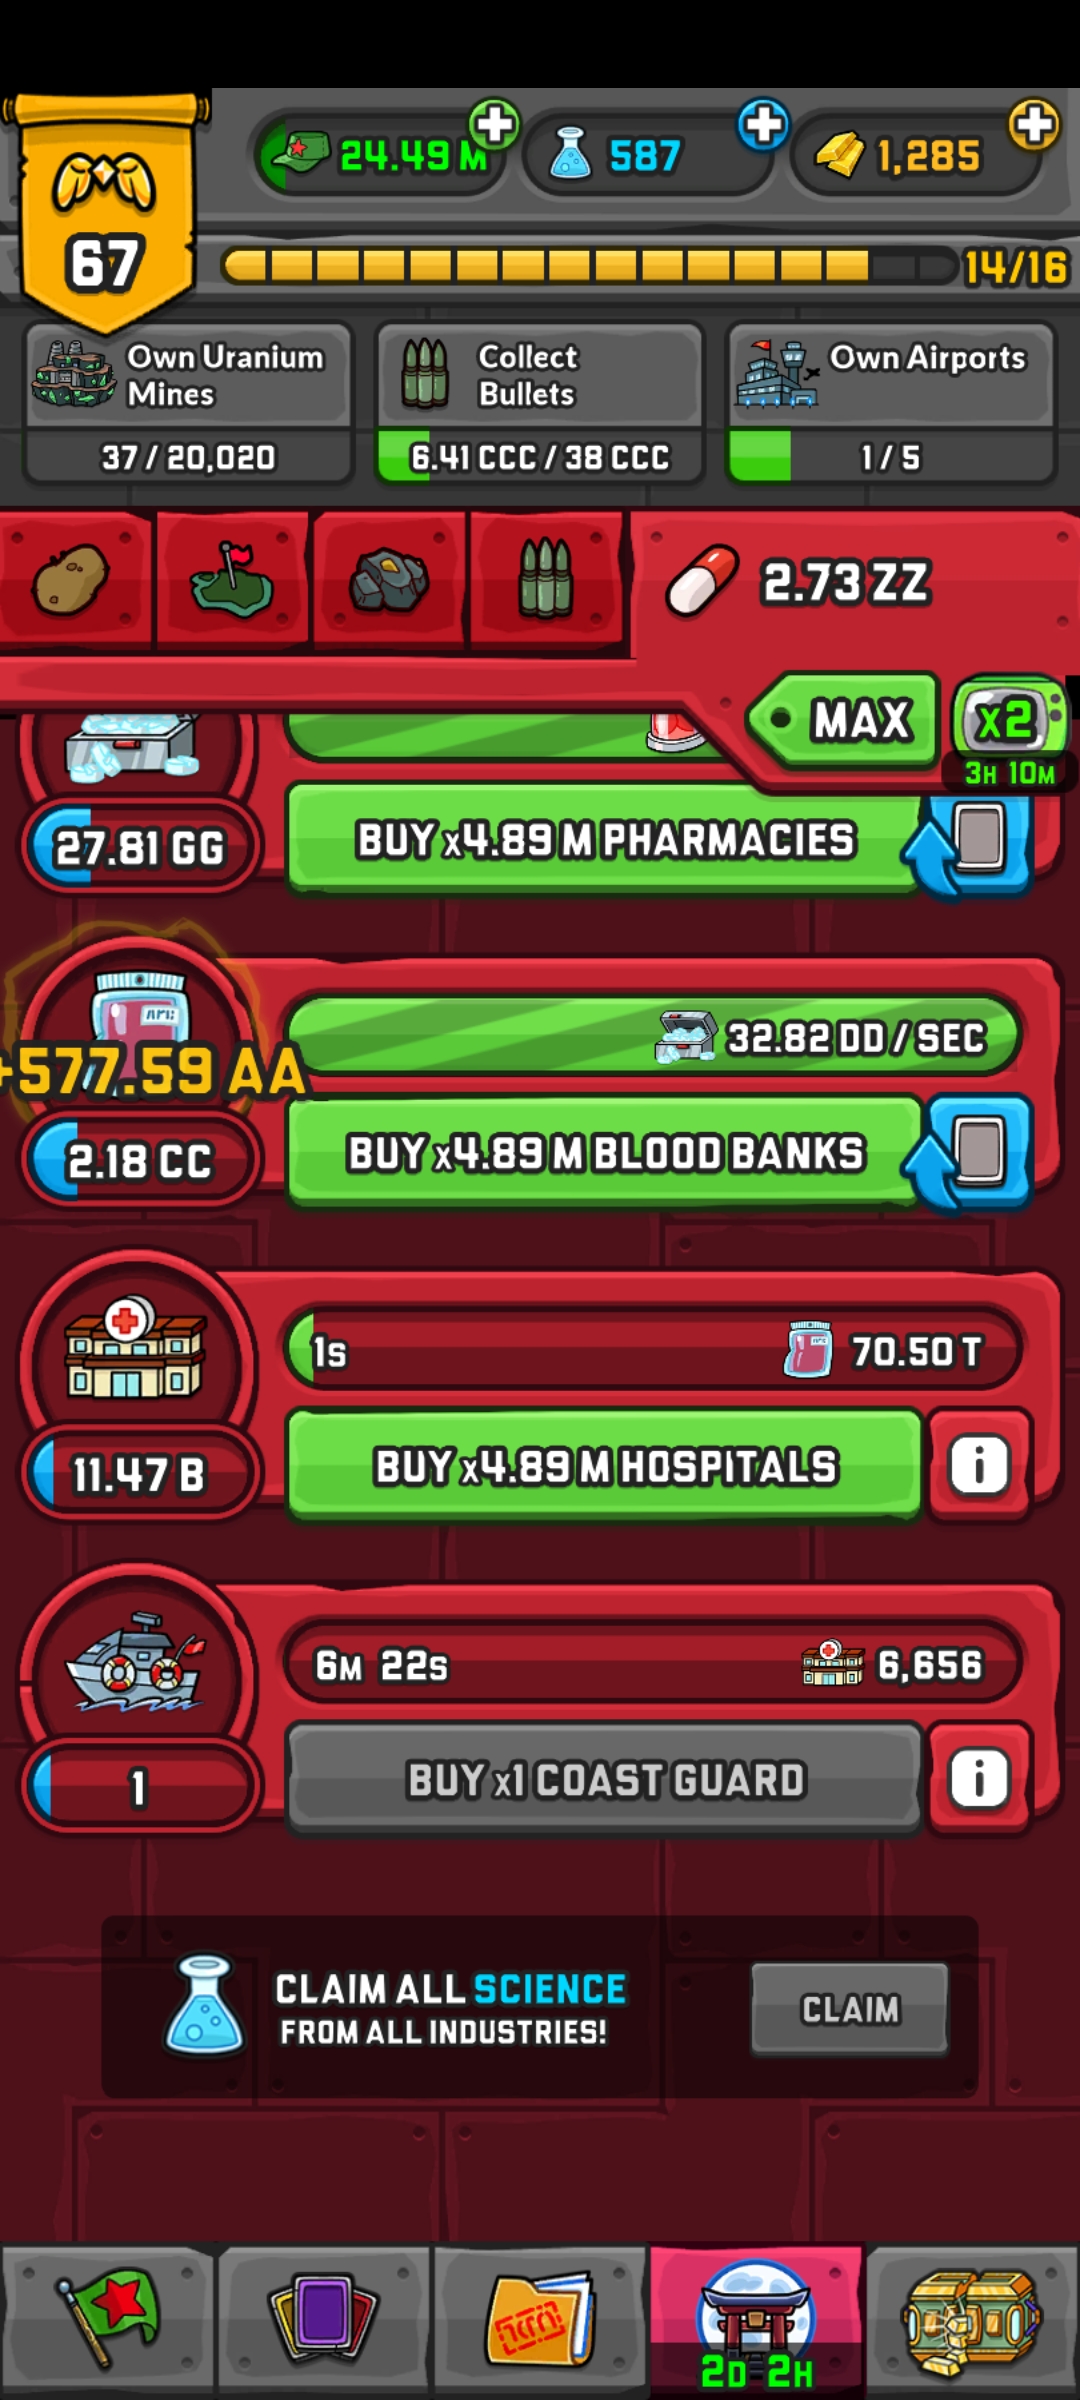 24.49 M
587
1,285
67
14/16
Own Uranium
Mines
37 / 20,020
Collect
Bullets
6.41 CCC / 38 CCC
Own Airports
1 / 5
2.73 ZZ
MAX
x2
3H 10M
27.81 GG
BUY x4.89 M PHARMACIES
+577.59 AA
32.82 DD / SEC
2.18 CC
BUY x4.89 M BLOOD BANKS
1s
70.50 T
11.47 B
BUY x4.89 M HOSPITALS
i
6M 22s
6,656
1
BUY x1 COAST GUARD
i
CLAIM ALL SCIENCE
FROM ALL INDUSTRIES!
CLAIM
2D 2H